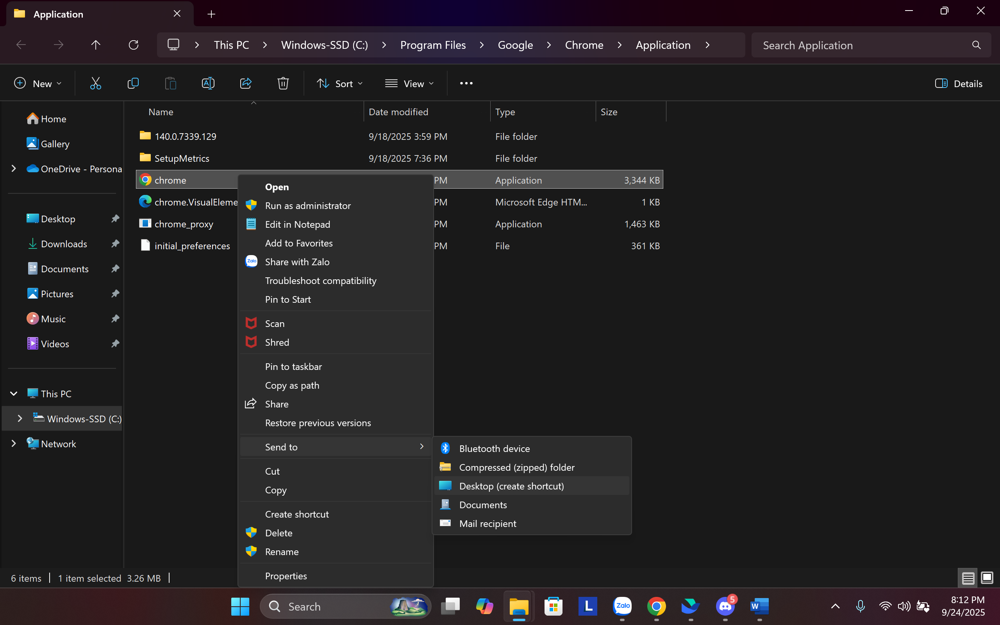 Application
This PC
Windows-SSD (C:)
Program Files
Google
Chrome
Application
Search Application
New
Sort
View
Details
Home
Gallery
OneDrive - Persona
Desktop
Downloads
Documents
Pictures
Music
Videos
This PC
Windows-SSD (C:)
Network
Name Date modified Type Size
140.0.7339.129 9/18/2025 3:59 PM File folder
SetupMetrics 9/18/2025 7:36 PM File folder
chrome PM Application 3,344 KB
chrome.VisualEleme PM Microsoft Edge HTM... 1 KB
chrome_proxy PM Application 1,463 KB
initial_preferences PM File 361 KB
Open
Run as administrator
Edit in Notepad
Add to Favorites
Zalo Share with Zalo
Troubleshoot compatibility
Pin to Start
Scan
Shred
Pin to taskbar
Copy as path
Share
Restore previous versions
Send to
Cut
Copy
Create shortcut
Delete
Rename
Properties
Bluetooth device
Compressed (zipped) folder
Desktop (create shortcut)
Documents
Mail recipient
6 items 1 item selected 3.26 MB
Search
L
Zalo
5
W
8:12 PM
9/24/2025